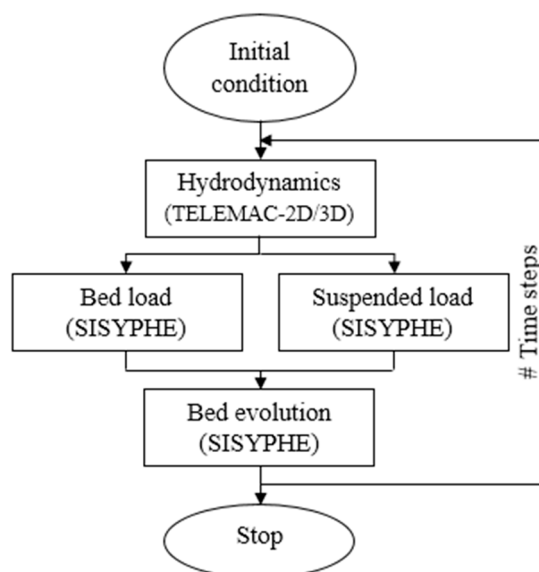 Initial
condition
Hydrodynamics
(TELEMAC-2D/3D)
Bed load
(SISYPHE)
Suspended load
(SISYPHE)
# Time steps
Bed evolution
(SISYPHE)
Stop